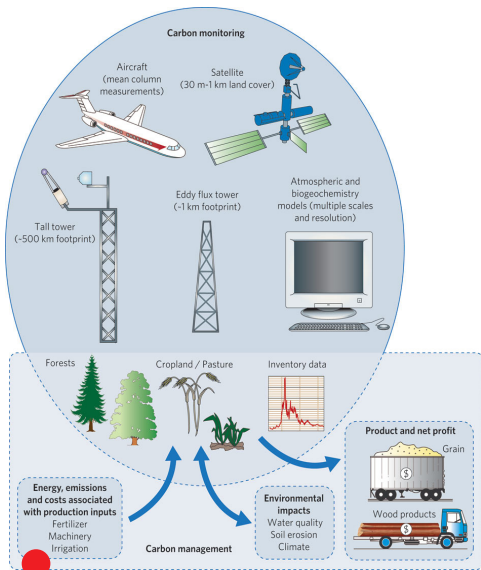 Carbon monitoring
Aircraft
(mean column
measurements)
Satellite
(30 m-1 km land cover)
Tall tower
(~500 km footprint)
Eddy flux tower
(~1 km footprint)
Atmospheric and
biogeochemistry
models (multiple scales
and resolution)
Forests
Cropland / Pasture
Inventory data
Product and net profit
Grain
$
Wood products
$
Energy, emissions
and costs associated
with production inputs
Fertilizer
Machinery
Irrigation
Environmental
impacts
Water quality
Soil erosion
Climate
Carbon management